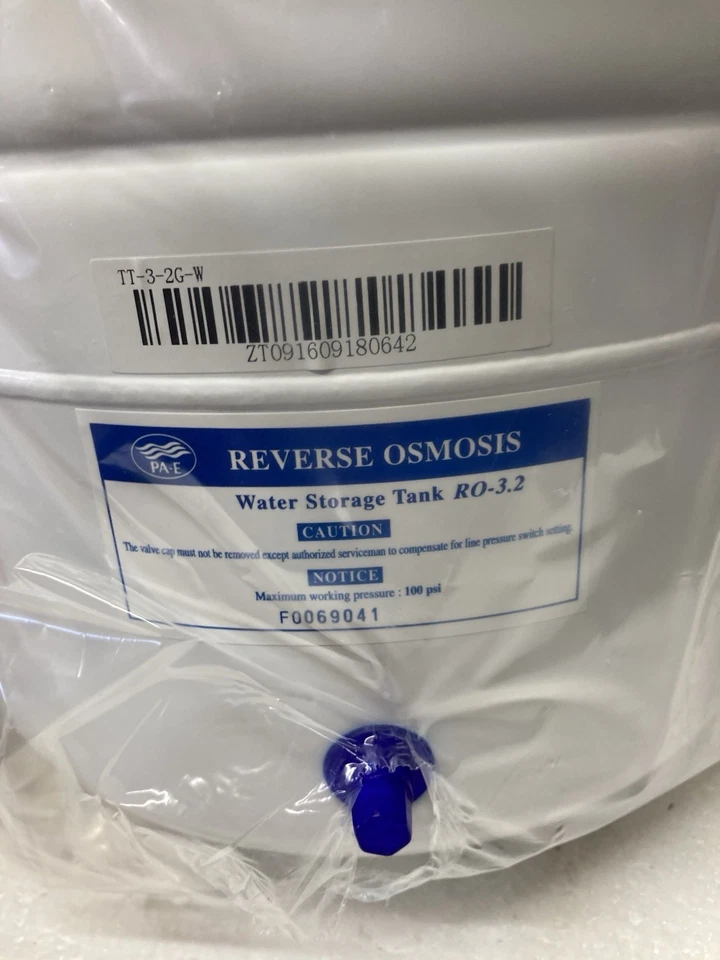 TT-3-2G-W
ZT091609180642
PA-E
REVERSE OSMOSIS
Water Storage Tank RO-3.2
CAUTION
The valve cap must not be removed except authorized serviceman to compensate for line pressure switch setting.
NOTICE
Maximum working pressure : 100 psi
F0069041